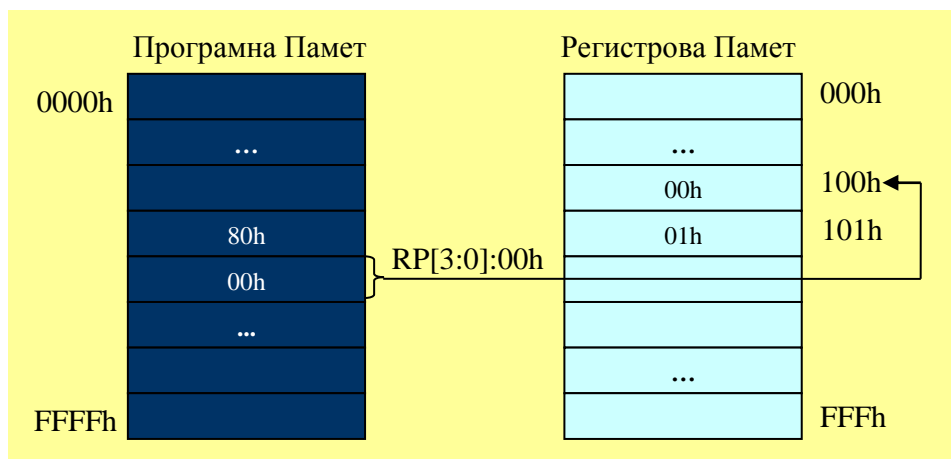 Програмна Памет
Регистрова Памет
0000h
000h
...
...
00h
100h
80h
01h
101h
RP[3:0]:00h
00h
...
...
FFFFh
FFFh